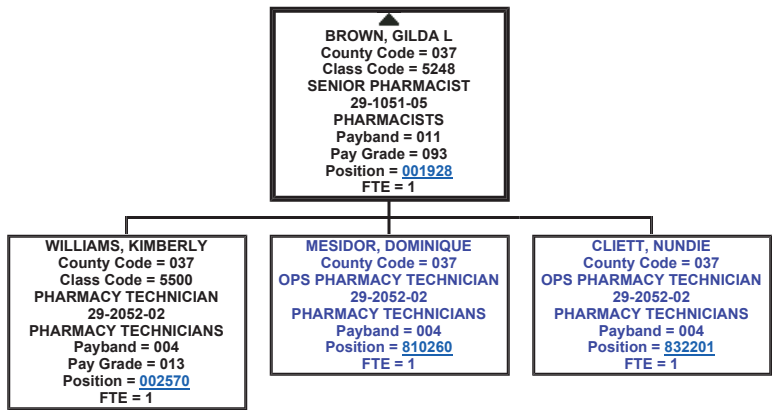 BROWN, GILDA L
County Code = 037
Class Code = 5248
SENIOR PHARMACIST
29-1051-05
PHARMACISTS
Payband = 011
Pay Grade = 093
Position = 001928
FTE = 1
WILLIAMS, KIMBERLY
County Code = 037
Class Code = 5500
PHARMACY TECHNICIAN
29-2052-02
PHARMACY TECHNICIANS
Payband = 004
Pay Grade = 013
Position = 002570
FTE = 1
MESIDOR, DOMINIQUE
County Code = 037
OPS PHARMACY TECHNICIAN
29-2052-02
PHARMACY TECHNICIANS
Payband = 004
Position = 810260
FTE = 1
CLIETT, NUNDIE
County Code = 037
OPS PHARMACY TECHNICIAN
29-2052-02
PHARMACY TECHNICIANS
Payband = 004
Position = 832201
FTE = 1